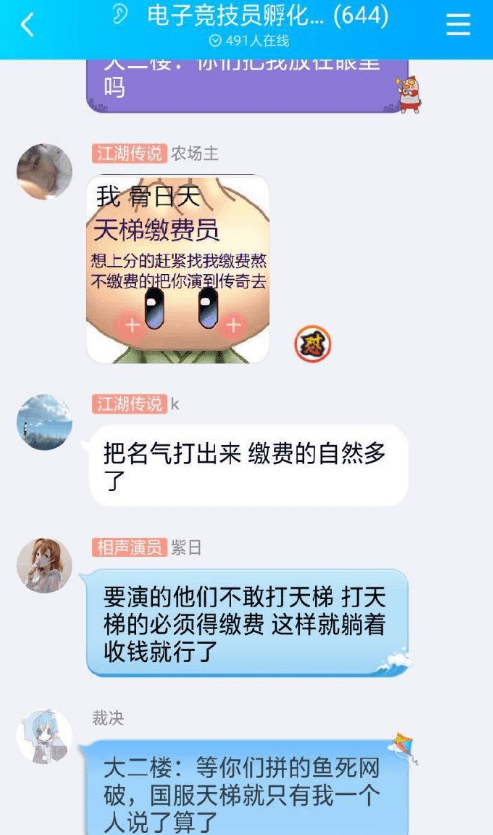 电子竞技员孵化... (644)
491人在线
大二楼：你们把我放在眼里
吗
江湖传说 农场主
我 骨日天
天梯缴费员
想上分的赶紧找我缴费熬
不缴费的把你演到传奇去
怼
江湖传说 k
把名气打出来 缴费的自然多
了
相声演员 紫日
要演的他们不敢打天梯 打天
梯的必须得缴费 这样就躺着
收钱就行了
裁决
大二楼：等你们拼的鱼死网
破，国服天梯就只有我一个
人说了算了